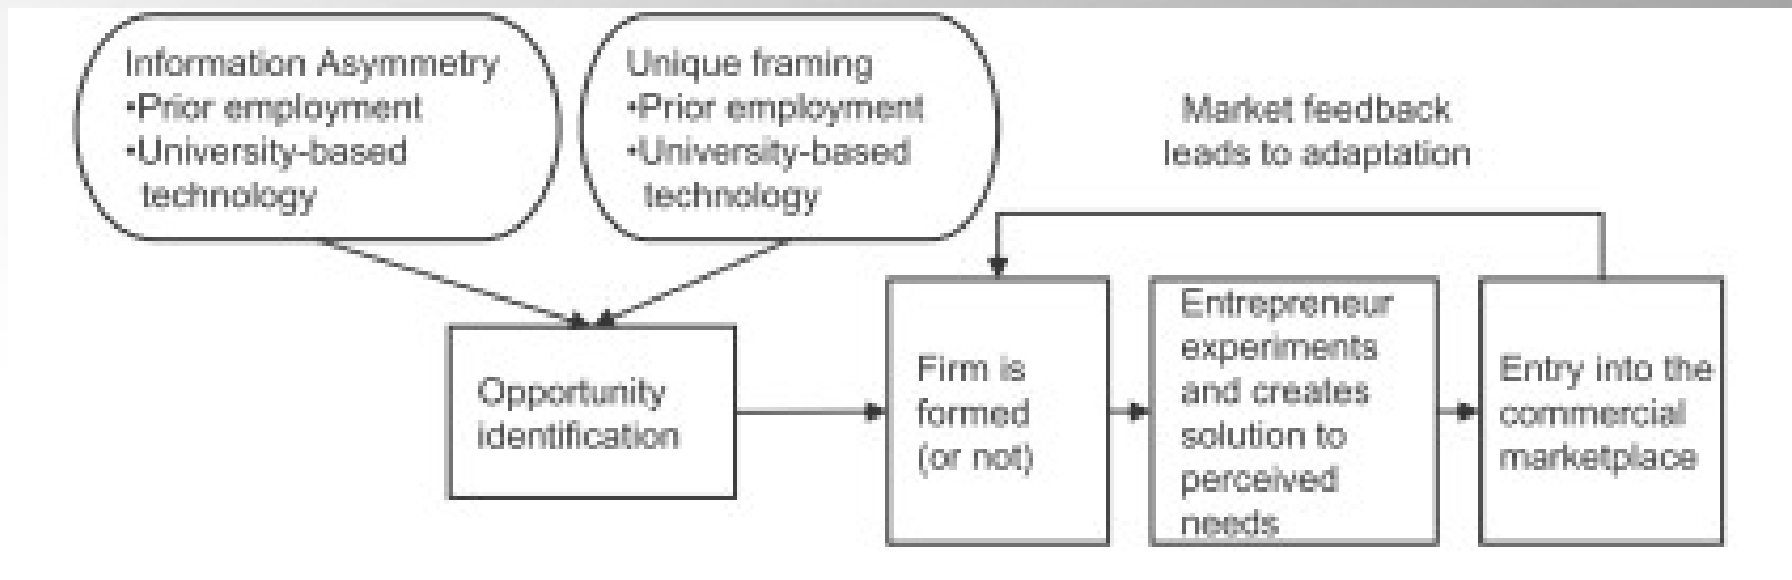 Information Asymmetry
•Prior employment
•University-based
technology
Unique framing
•Prior employment
•University-based
technology
Market feedback
leads to adaptation
Opportunity
identification
Firm is
formed
(or not)
Entrepreneur
experiments
and creates
solution to
perceived
needs
Entry into the
commercial
marketplace